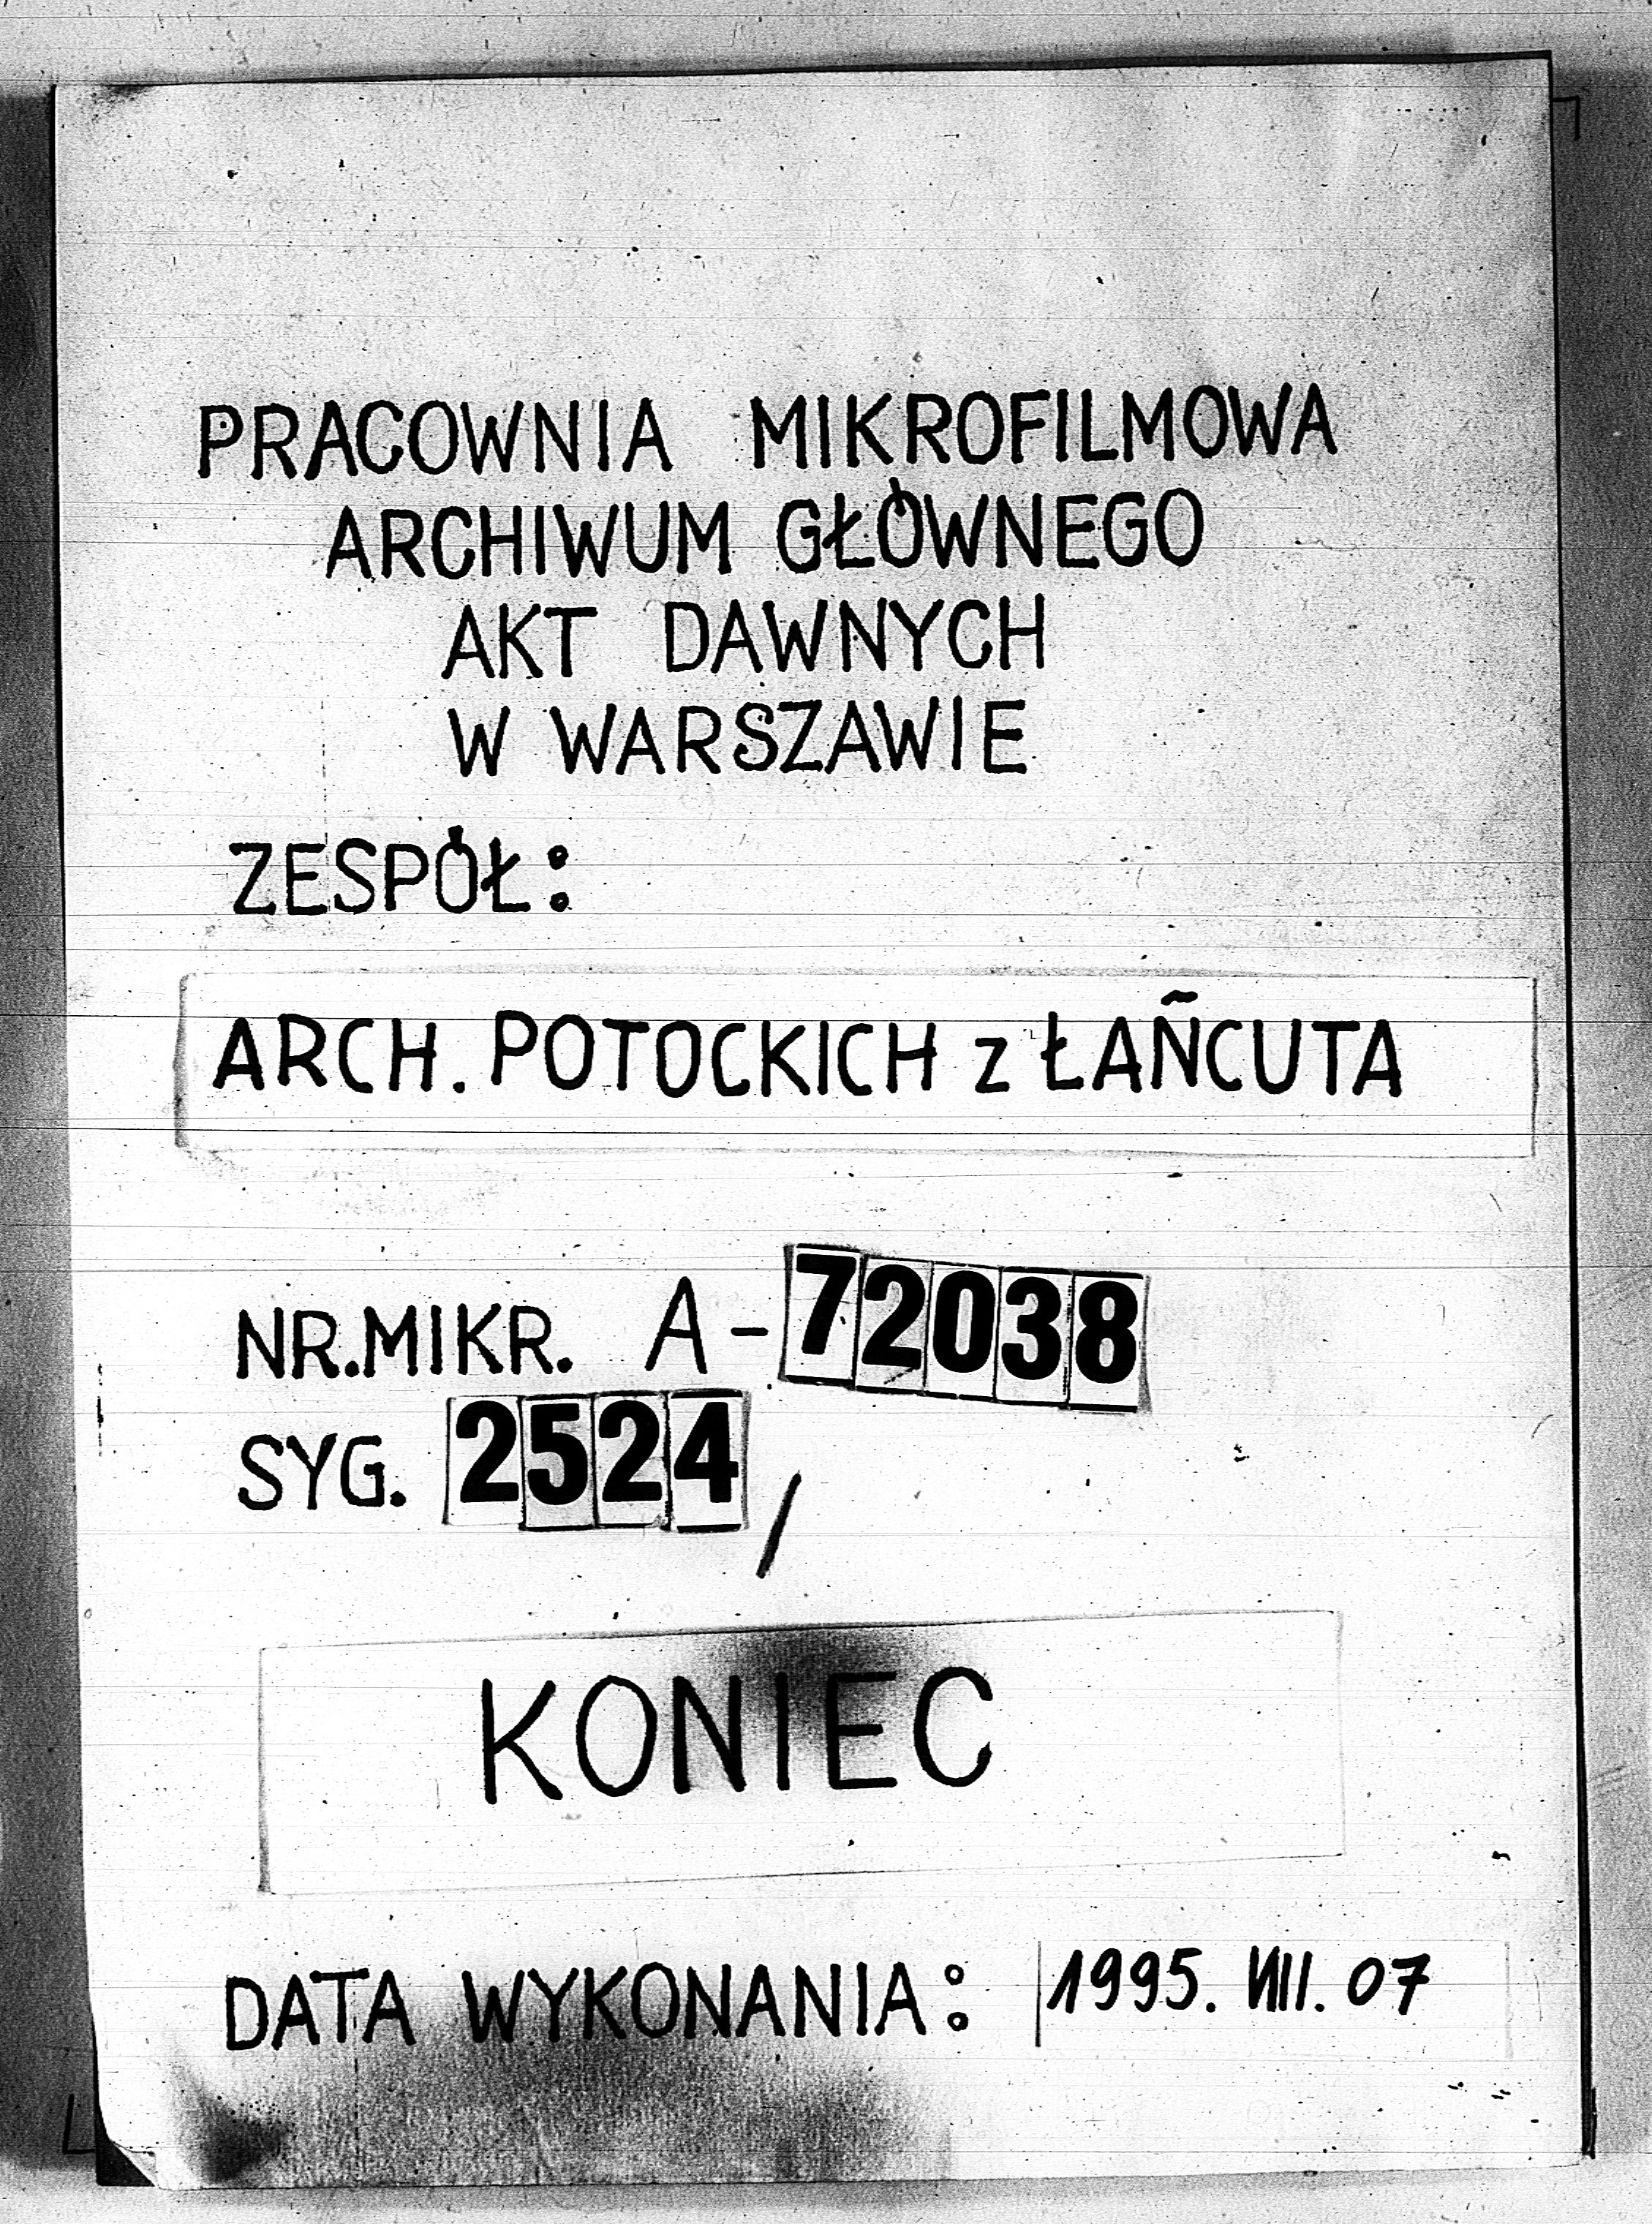 PRACOWNIA MIKROFILMOWA
ARCHIWUM GŁÓWNEGO
AKT DAWNYCH
W WARSZAWIE
ZESPÓŁ:
ARCH. POTOCKICH z ŁAÑCUTA
NR.MIKR. A-72038
SYG. 2524/
KONIEC
DATA WYKONANIA: 1995. VIII. 07